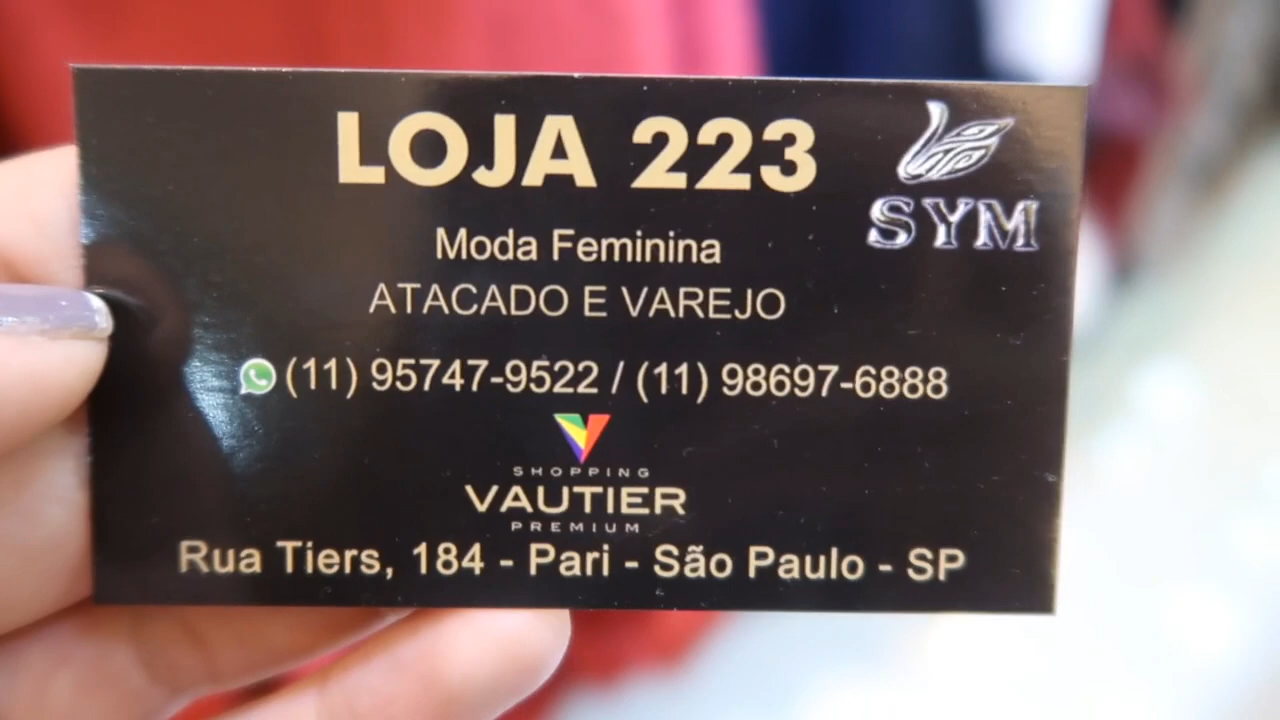 LOJA 223
SYM
Moda Feminina
ATACADO E VAREJO
(11) 95747-9522 / (11) 98697-6888
SHOPPING
VAUTIER
PREMIUM
Rua Tiers, 184 - Pari - São Paulo - SP